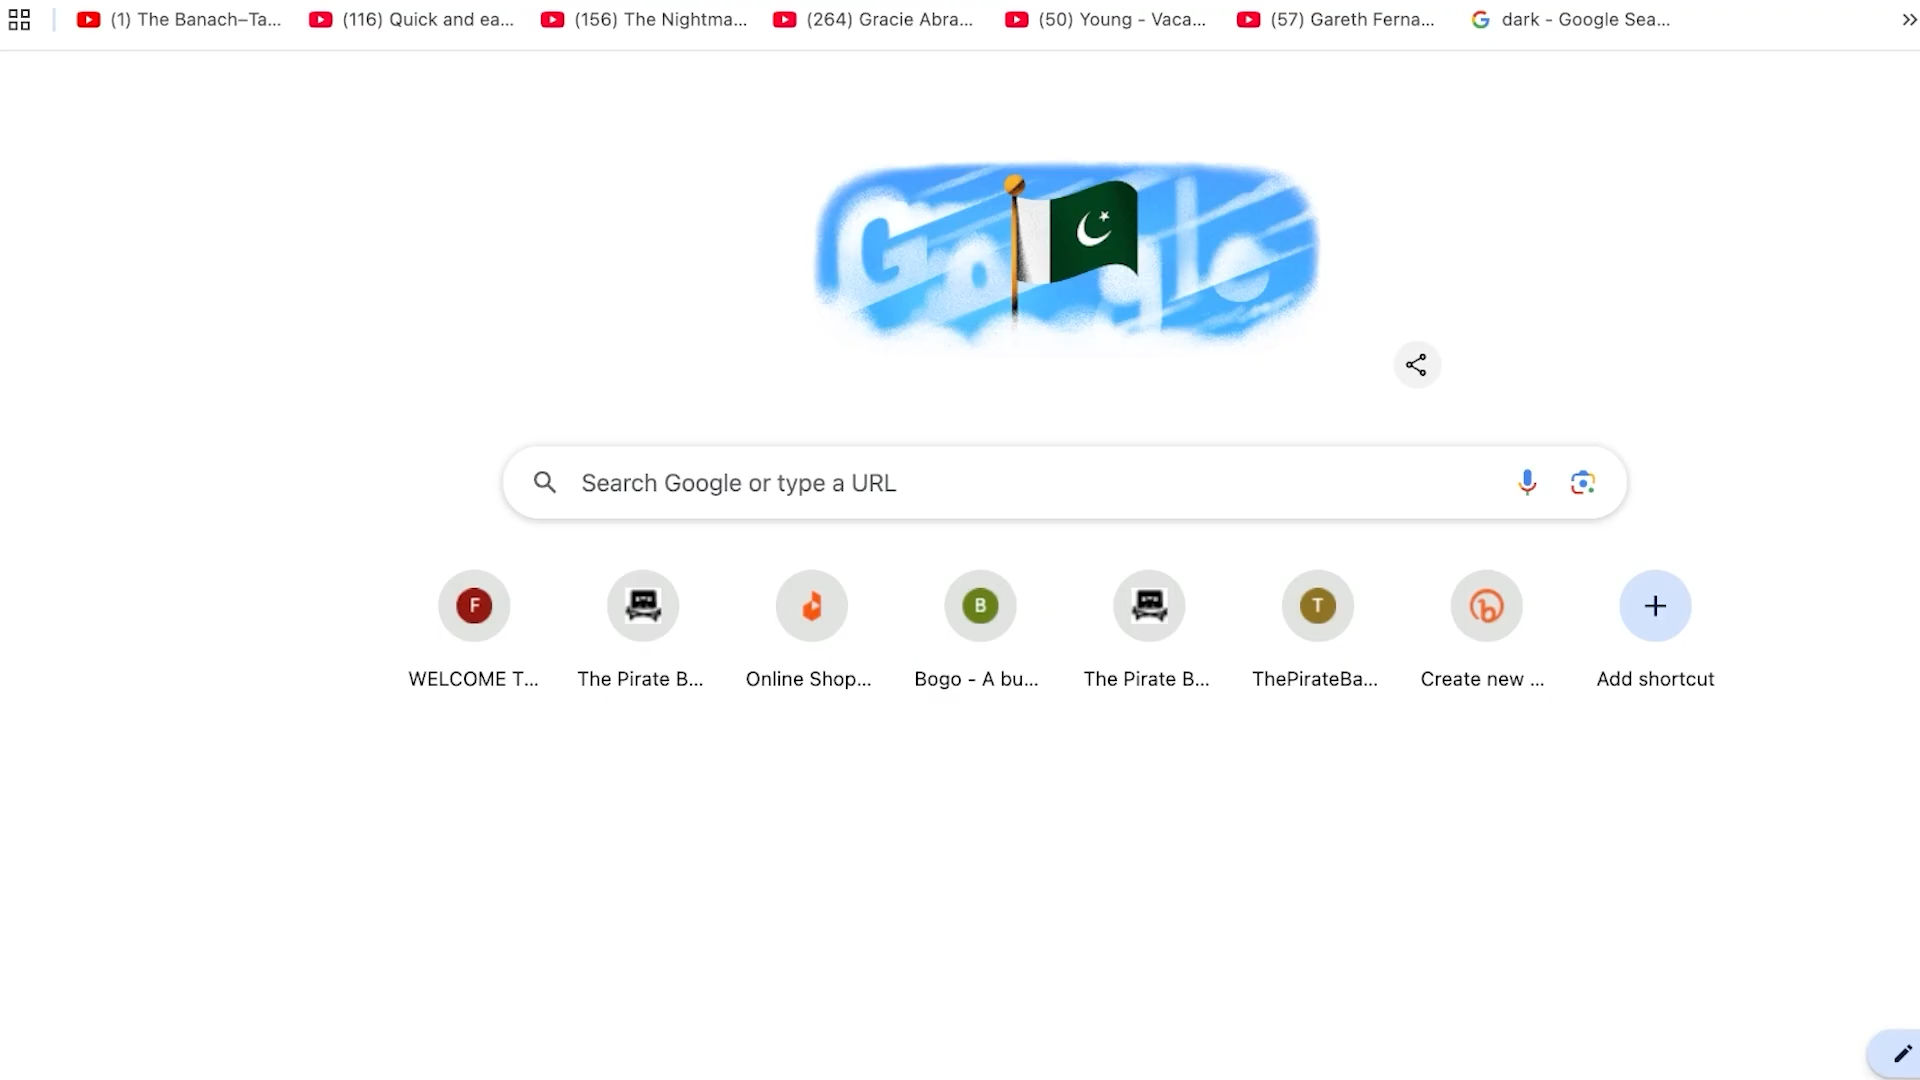 (1) The Banach–Ta... (116) Quick and ea... (156) The Nightma... (264) Gracie Abra... (50) Young - Vaca... (57) Gareth Ferna... dark - Google Sea...
Google
Search Google or type a URL
F B T
WELCOME T... The Pirate B... Online Shop... Bogo - A bu... The Pirate B... ThePirateBa... Create new ... Add shortcut